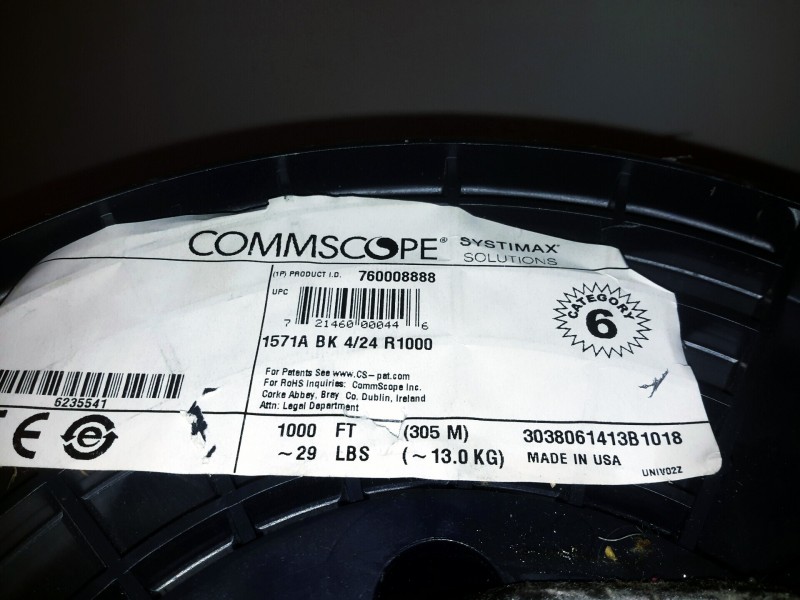 COMMSCOPE® SYSTIMAX®
SOLUTIONS
(1P) PRODUCT I.D. 760008888
UPC
7 21460 00044 6
1571A BK 4/24 R1000
CATEGORY
6
For Patents See www.CS-pat.com
For RoHS Inquiries: CommScope Inc.
Corke Abbey, Bray Co. Dublin, Ireland
Attn: Legal Department
6235541
CE e
1000 FT (305 M) 3038061413B1018
~29 LBS (~13.0 KG) MADE IN USA
UNIV02Z